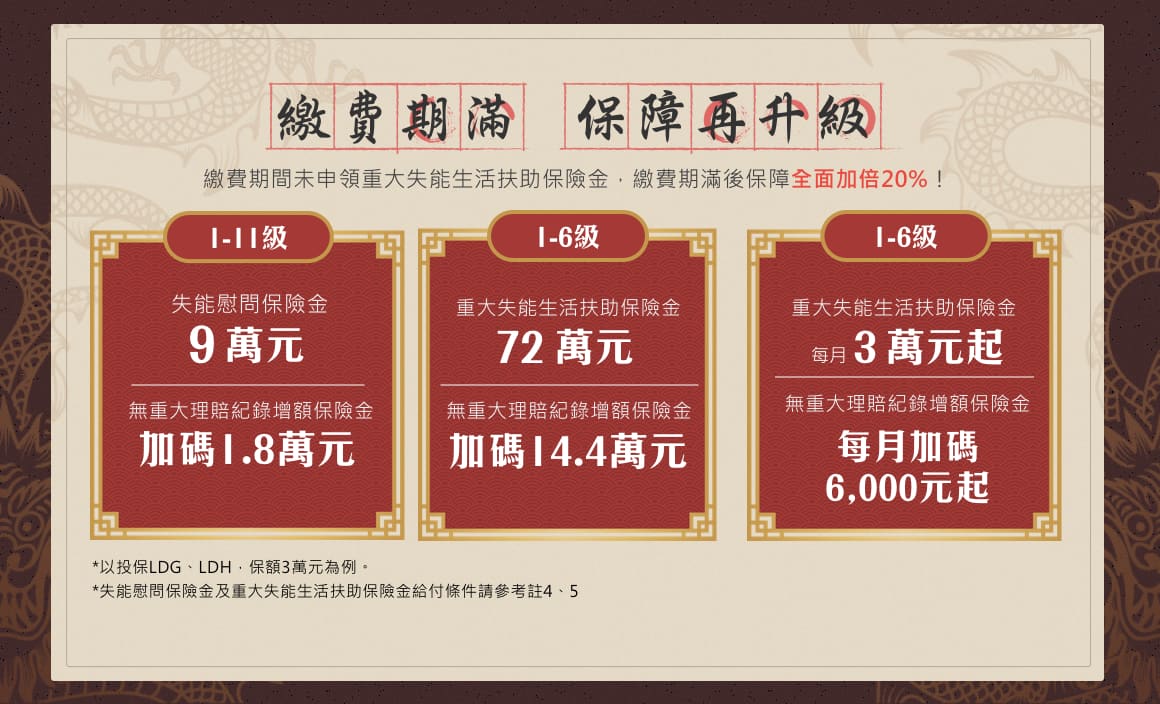 繳費期滿 保障再升級
繳費期間未申領重大失能生活扶助保險金，繳費期滿後保障全面加倍20%！
1-11級
失能慰問保險金
9萬元
無重大理賠紀錄增額保險金
加碼1.8萬元
1-6級
重大失能生活扶助保險金
72萬元
無重大理賠紀錄增額保險金
加碼14.4萬元
1-6級
重大失能生活扶助保險金
每月3萬元起
無重大理賠紀錄增額保險金
每月加碼
6,000元起
*以投保LDG、LDH，保額3萬元為例。
*失能慰問保險金及重大失能生活扶助保險金給付條件請參考註4、5